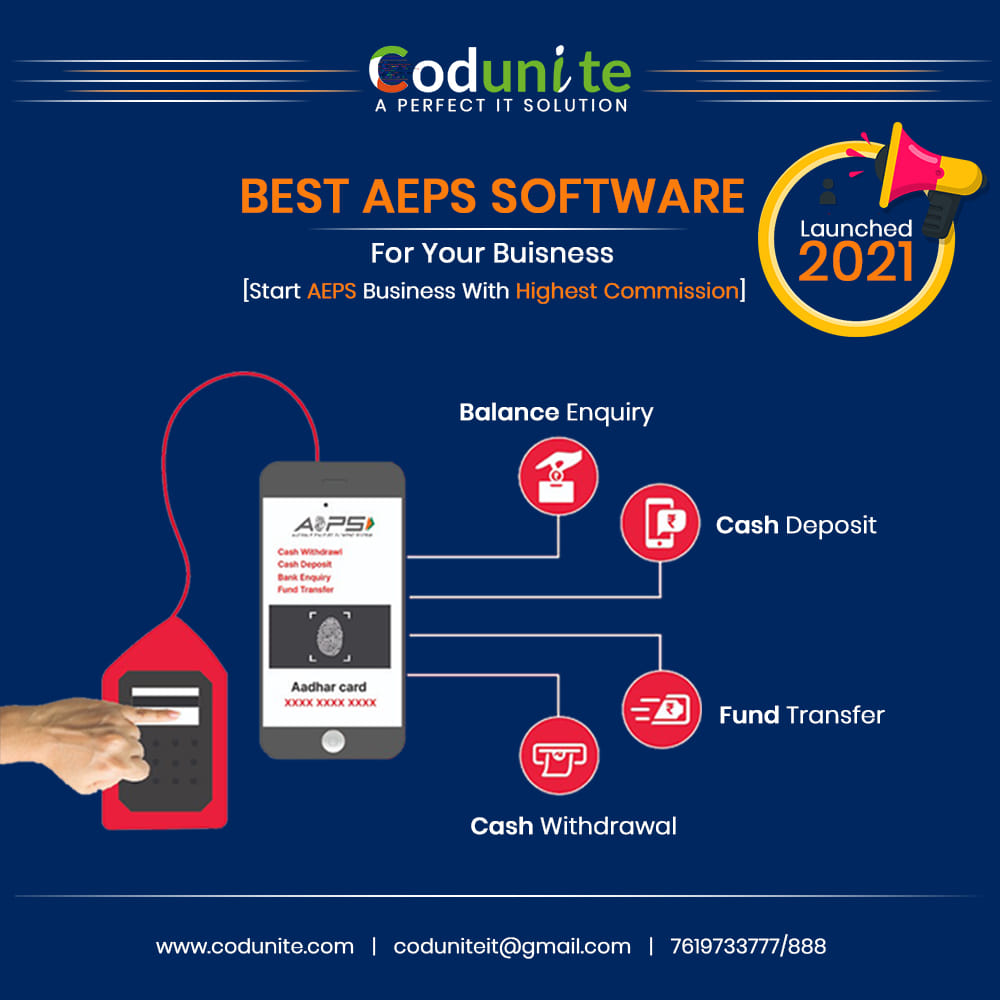 Codunite
A PERFECT IT SOLUTION
BEST AEPS SOFTWARE
For Your Buisness
[Start AEPS Business With Highest Commission]
Launched
2021
Balance Enquiry
Cash Deposit
AEPS
Cash Withdrawl
Cash Deposit
Bank Enquiry
Fund Transfer
Aadhar card
XXXX XXXX XXXX
Fund Transfer
Cash Withdrawal
www.codunite.com | coduniteit@gmail.com | 7619733777/888